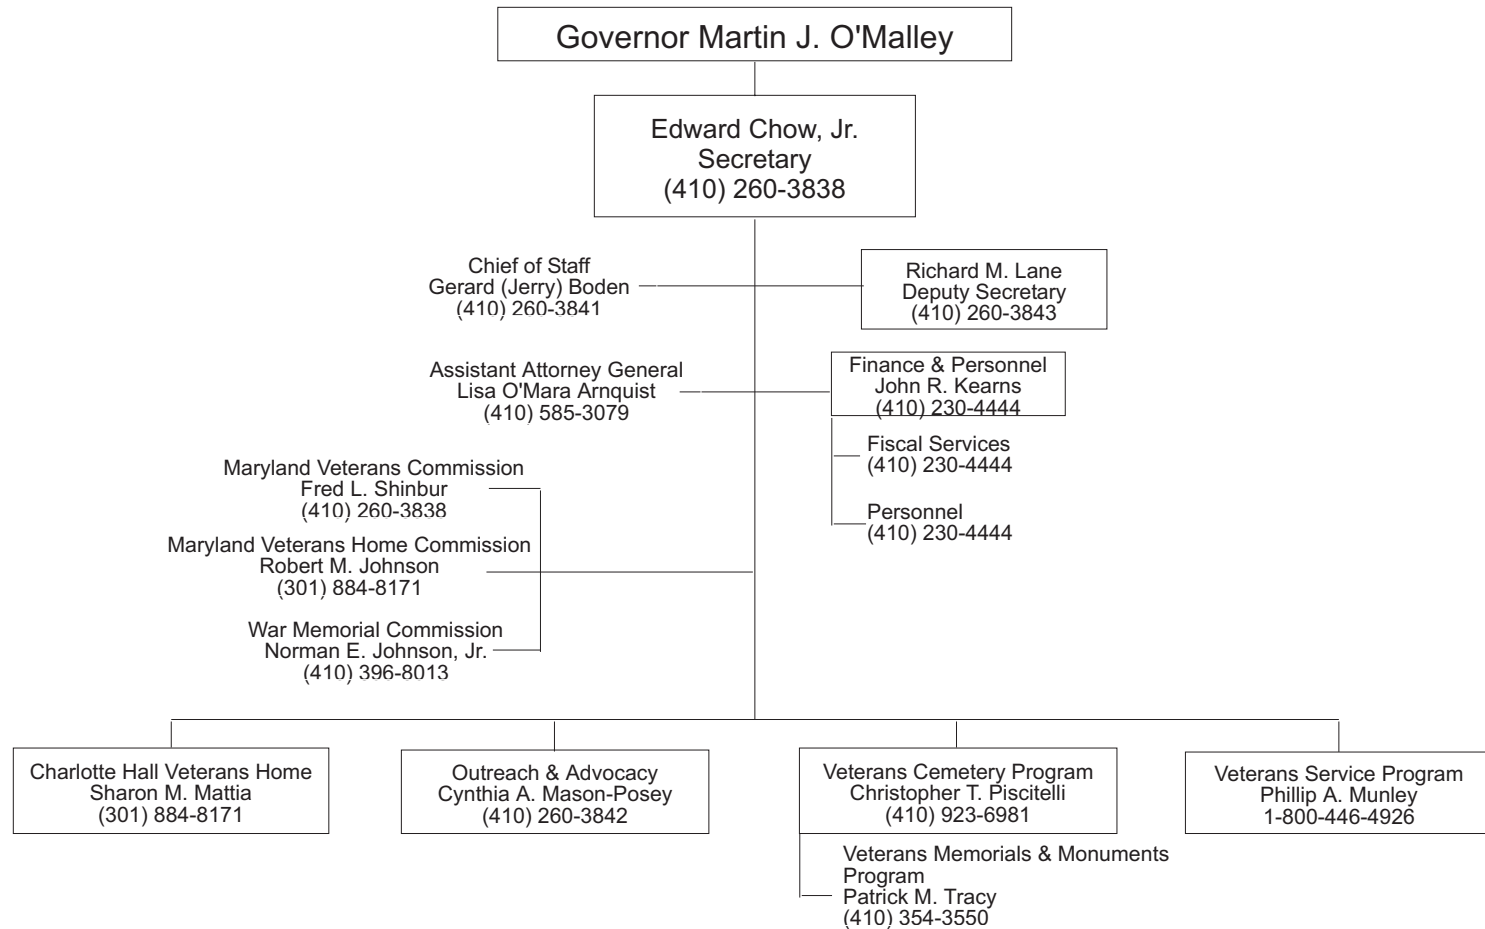 Governor Martin J. O'Malley
Edward Chow, Jr.
Secretary
(410) 260-3838
Chief of Staff
Gerard (Jerry) Boden
(410) 260-3841
Richard M. Lane
Deputy Secretary
(410) 260-3843
Assistant Attorney General
Lisa O'Mara Arnquist
(410) 585-3079
Finance & Personnel
John R. Kearns
(410) 230-4444
Fiscal Services
(410) 230-4444
Personnel
(410) 230-4444
Maryland Veterans Commission
Fred L. Shinbur
(410) 260-3838
Maryland Veterans Home Commission
Robert M. Johnson
(301) 884-8171
War Memorial Commission
Norman E. Johnson, Jr.
(410) 396-8013
Charlotte Hall Veterans Home
Sharon M. Mattia
(301) 884-8171
Outreach & Advocacy
Cynthia A. Mason-Posey
(410) 260-3842
Veterans Cemetery Program
Christopher T. Piscitelli
(410) 923-6981
Veterans Memorials & Monuments
Program
Patrick M. Tracy
(410) 354-3550
Veterans Service Program
Phillip A. Munley
1-800-446-4926